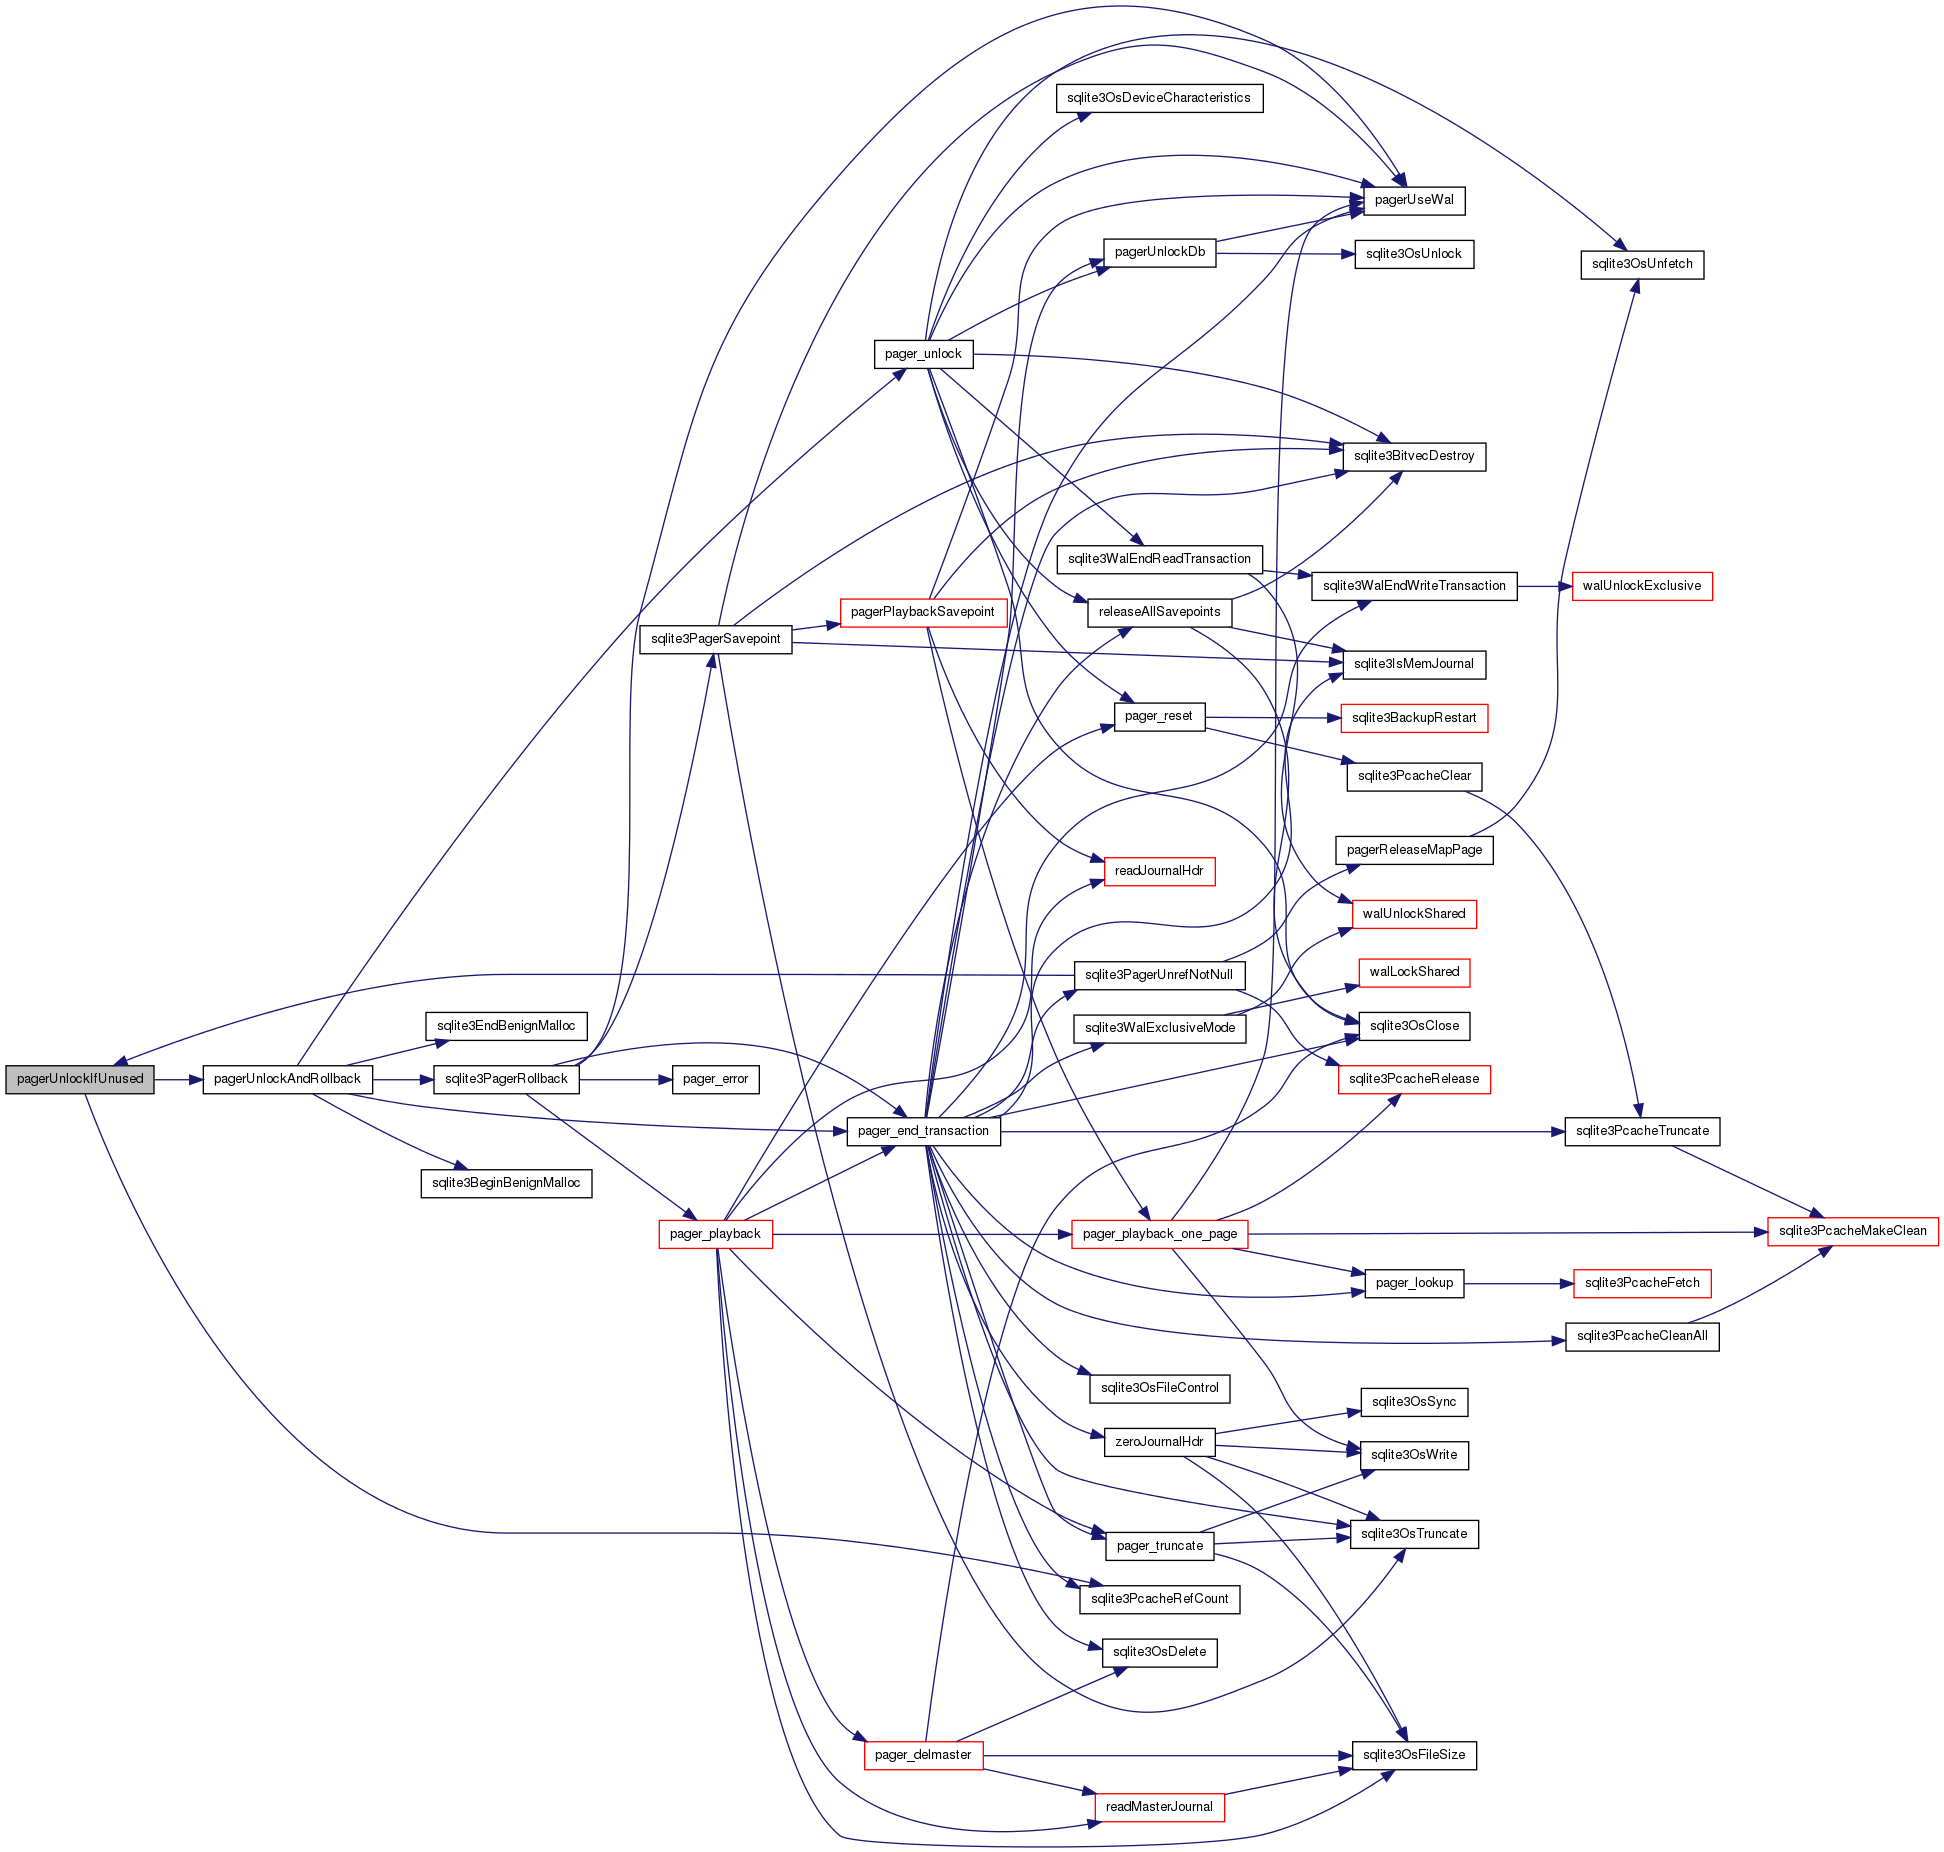 sqlite3OsDeviceCharacteristics
pagerUseWal
pagerUnlockDb
sqlite3OsUnlock
sqlite3OsUnfetch
pager_unlock
sqlite3BitvecDestroy
sqlite3WalEndReadTransaction
sqlite3WalEndWriteTransaction
walUnlockExclusive
pagerPlaybackSavepoint
releaseAllSavepoints
sqlite3PagerSavepoint
sqlite3IsMemJournal
pager_reset
sqlite3BackupRestart
sqlite3PcacheClear
pagerReleaseMapPage
readJournalHdr
walUnlockShared
sqlite3PagerUnrefNotNull
walLockShared
sqlite3EndBenignMalloc
sqlite3WalExclusiveMode
sqlite3OsClose
pagerUnlockIfUnused
pagerUnlockAndRollback
sqlite3PagerRollback
pager_error
sqlite3PcacheRelease
pager_end_transaction
sqlite3PcacheTruncate
sqlite3BeginBenignMalloc
pager_playback
pager_playback_one_page
sqlite3PcacheMakeClean
pager_lookup
sqlite3PcacheFetch
sqlite3PcacheCleanAll
sqlite3OsFileControl
sqlite3OsSync
zeroJournalHdr
sqlite3OsWrite
sqlite3OsTruncate
pager_truncate
sqlite3PcacheRefCount
sqlite3OsDelete
pager_delmaster
sqlite3OsFileSize
readMasterJournal